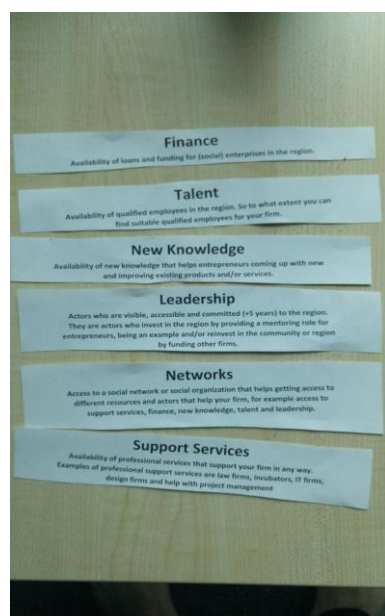 Finance
Availability of loans and funding for (social) enterprises in the region.
Talent
Availability of qualified employees in the region. So to what extent you can
find suitable qualified employees for your firm.
New Knowledge
Availability of new knowledge that helps entrepreneurs coming up with new
and improving existing products and/or services.
Leadership
Actors who are visible, accessible and committed (+5 years) to the region.
They are actors who invest in the region by providing a mentoring role for
entrepreneurs, being an example and/or reinvest in the community or region
by funding other firms.
Networks
Access to a social network or social organization that helps getting access to
different resources and actors that help your firm, for example access to
support services, finance, new knowledge, talent and leadership.
Support Services
Availability of professional services that support your firm in any way.
Examples of professional support services are law firms, incubators, IT firms,
design firms and help with project management